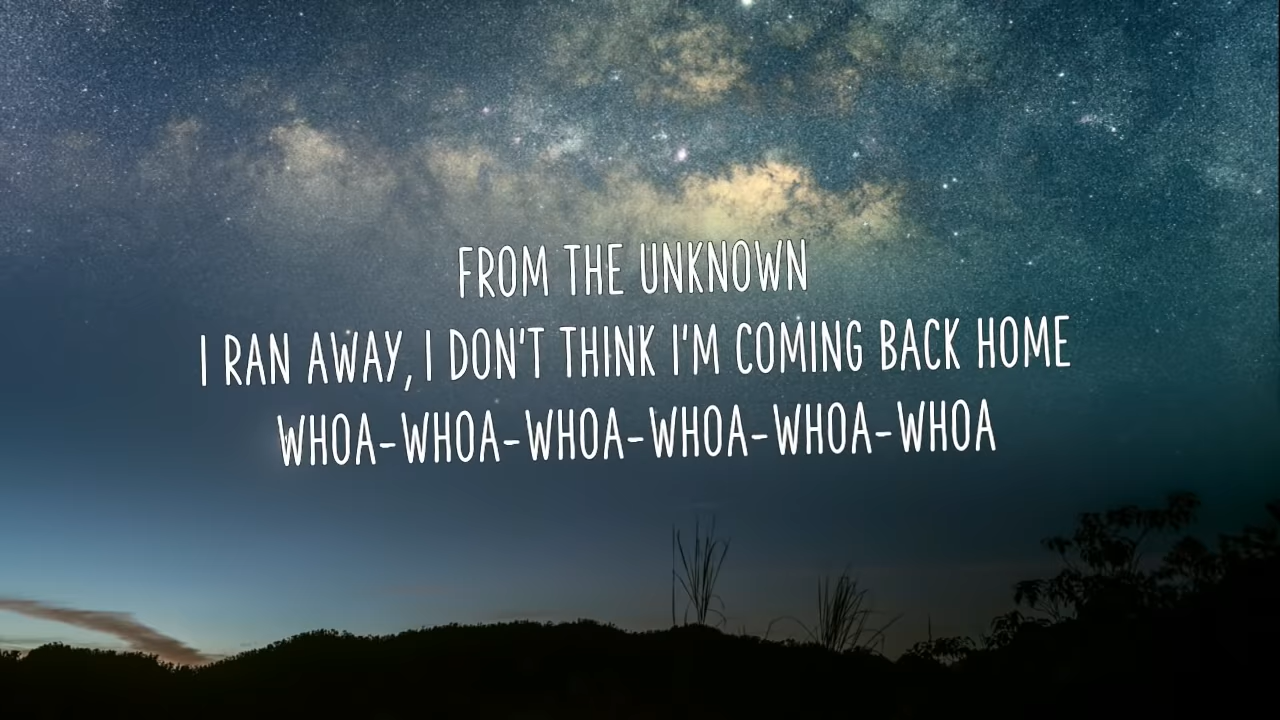 FROM THE UNKNOWN
I RAN AWAY, I DON'T THINK I'M COMING BACK HOME
WHOA-WHOA-WHOA-WHOA-WHOA-WHOA